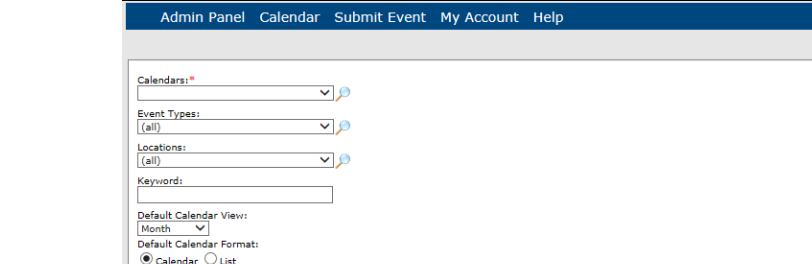 Admin Panel Calendar Submit Event My Account Help
Calendars:*
Event Types:
(all)
Locations:
(all)
Keyword:
Default Calendar View:
Month
Default Calendar Format:
Calendar List